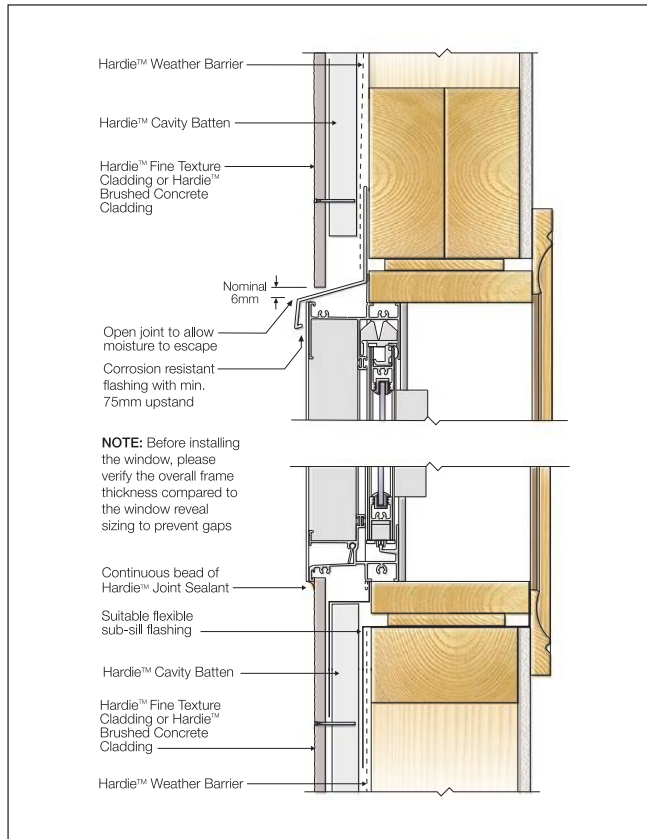 Hardie™ Weather Barrier
Hardie™ Cavity Batten
Hardie™ Fine Texture
Cladding or Hardie™
Brushed Concrete
Cladding
Nominal
6mm
Open joint to allow
moisture to escape
Corrosion resistant
flashing with min.
75mm upstand
NOTE: Before installing
the window, please
verify the overall frame
thickness compared to
the window reveal
sizing to prevent gaps
Continuous bead of
Hardie™ Joint Sealant
Suitable flexible
sub-sill flashing
Hardie™ Cavity Batten
Hardie™ Fine Texture
Cladding or Hardie™
Brushed Concrete
Cladding
Hardie™ Weather Barrier